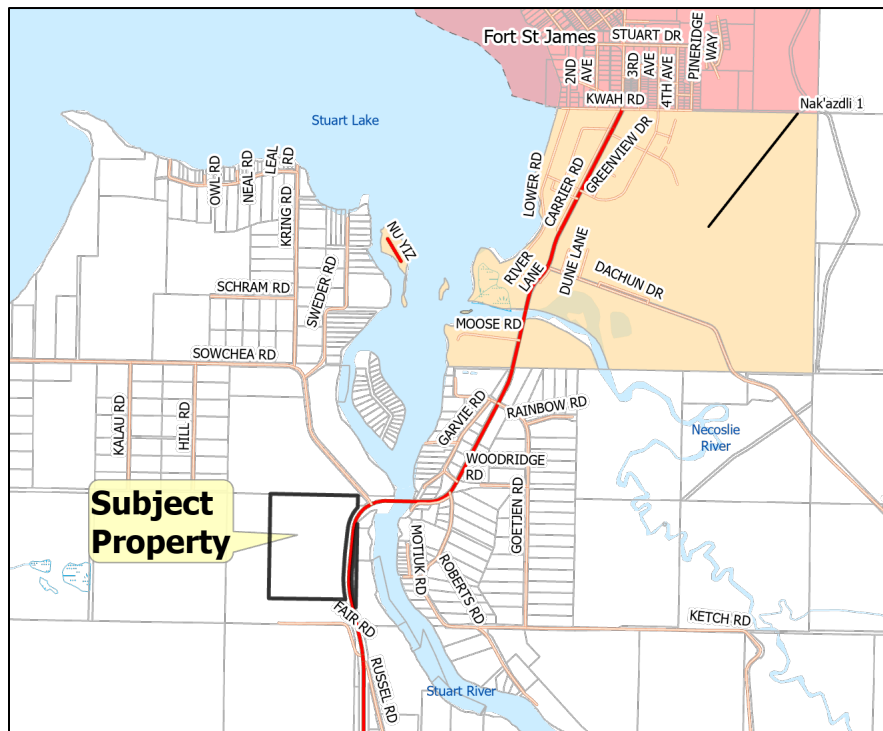 Fort St James
STUART DR
PINERIDGE
WAY
2ND
AVE
3RD
AVE
4TH AVE
KWAH RD
Nak'azdli 1
Stuart Lake
GREENVIEW DR
CARRIER RD
LOWER RD
OWL RD
NEAL RD
LEAL
RD
KRING RD
NU YIZ
RIVER
LANE
DUNE LANE
DACHUN DR
SWEDER RD
SCHRAM RD
MOOSE RD
SOWCHEA RD
KALAU RD
HILL RD
GARVIE RD
RAINBOW RD
Necoslie
River
WOODRIDGE
RD
GOETJEN RD
Subject
Property
MOTIUK RD
ROBERTS RD
FAIR RD
KETCH RD
RUSSEL RD
Stuart River